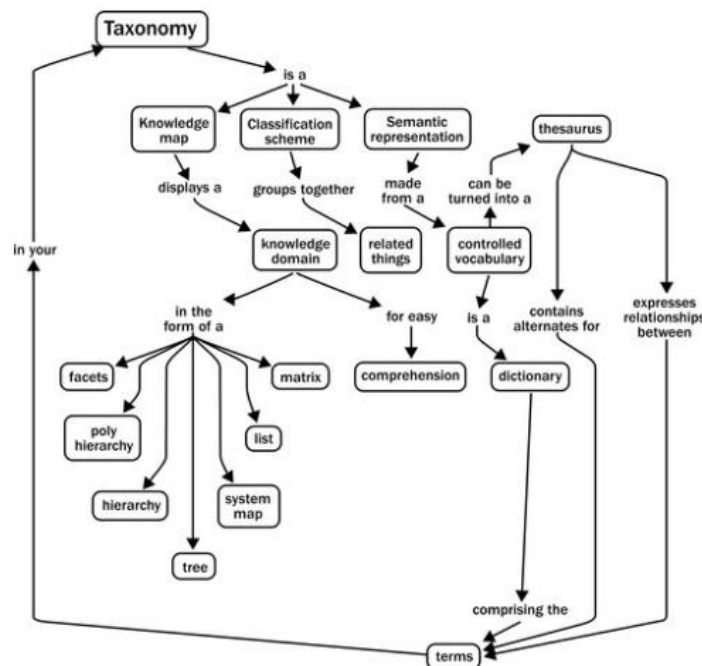 Taxonomy
is a
Knowledge
map
Classification
scheme
Semantic
representation
thesaurus
displays a
groups together
made
from a
can be
turned into a
in your
knowledge
domain
related
things
controlled
vocabulary
in the
form of a
for easy
is a
contains
alternates for
expresses
relationships
between
facets
matrix
comprehension
dictionary
poly
hierarchy
list
hierarchy
system
map
tree
comprising the
terms